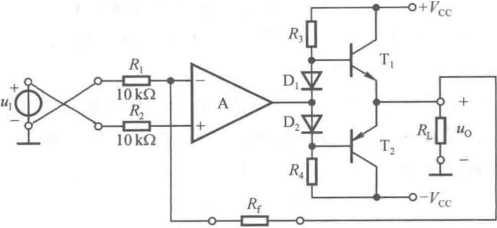 +V_CC
R_3
T_1
D_1
+
u_I
−
R_1
10 kΩ
R_2
10 kΩ
−
A
+
D_2
T_2
R_4
+
R_L
u_O
−
−V_CC
R_f